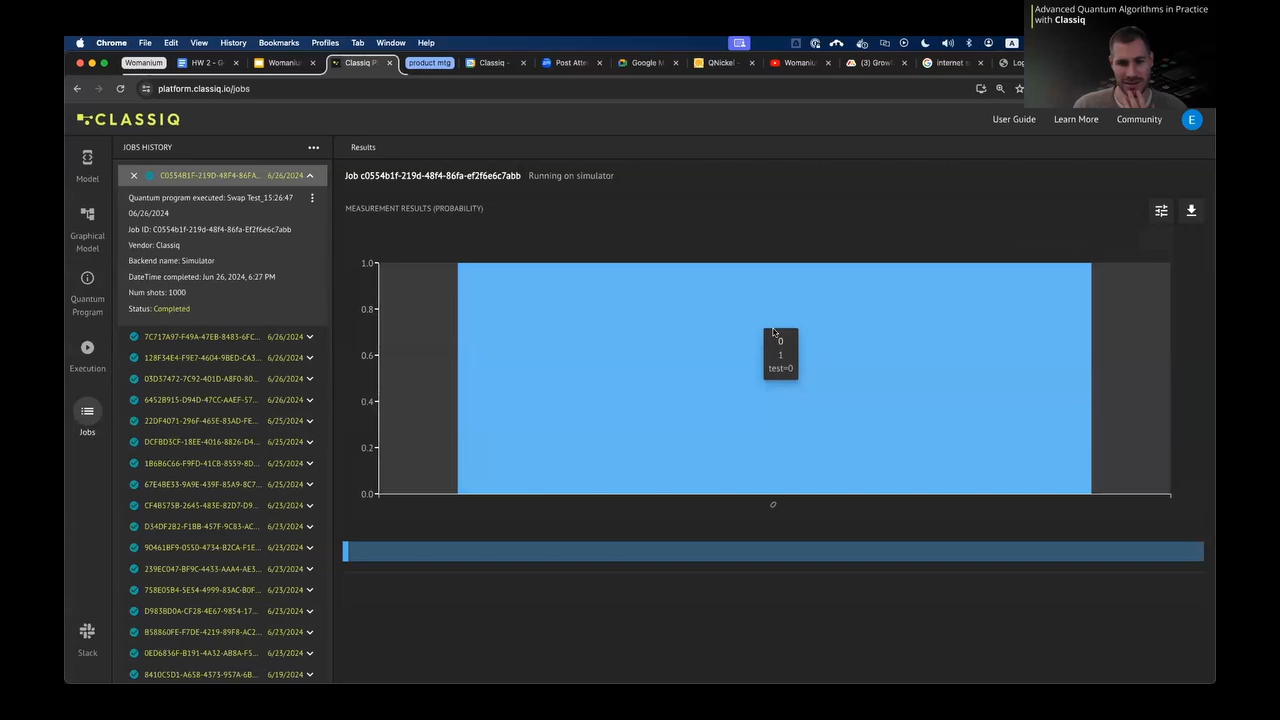 Advanced Quantum Algorithms in Practice
with Classiq
Chrome File Edit View History Bookmarks Profiles Tab Window Help
A
Womanium HW 2 - G Womaniu Classiq P product mtg Classiq - Post Atte Google M QNickel - Womaniu (3) Growt internet s Log
platform.classiq.io/jobs
CLASSIQ
User Guide Learn More Community E
Model
Graphical
Model
Quantum
Program
Execution
Jobs
Slack
JOBS HISTORY
C0554B1F-219D-48F4-86FA... 6/26/2024
Quantum program executed: Swap Test_15:26:47
06/26/2024
Job ID: C0554b1f-219d-48f4-86fa-Ef2f6e6c7abb
Vendor: Classiq
Backend name: Simulator
DateTime completed: Jun 26, 2024, 6:27 PM
Num shots: 1000
Status: Completed
7C717A97-F49A-47EB-8483-6FC... 6/26/2024
128F34E4-F9E7-4604-9BED-CA3... 6/26/2024
03D37472-7C92-401D-A8F0-80... 6/26/2024
6452B915-D94D-47CC-AAEF-57... 6/26/2024
22DF4071-296F-465E-83AD-FE... 6/25/2024
DCFBD3CF-18EE-4016-8826-D4... 6/25/2024
1B6B6C66-F9FD-41CB-8559-8D... 6/25/2024
67E4BE33-9A9E-439F-85A9-8C7... 6/25/2024
CF4B575B-2645-483E-82D7-D9... 6/23/2024
D34DF2B2-F1BB-457F-9C83-AC... 6/23/2024
90461BF9-0550-4734-B2CA-F1E... 6/23/2024
239EC047-BF9C-4433-AAA4-AE3... 6/23/2024
758E05B4-5E54-4999-83AC-B0F... 6/23/2024
D983BD0A-CF28-4E67-9854-17... 6/23/2024
B58860FE-F7DE-4219-89F8-AC2... 6/23/2024
0ED6836F-B191-4A32-AB8A-F5... 6/23/2024
8410C5D1-A658-4373-957A-6B... 6/19/2024
Results
Job c0554b1f-219d-48f4-86fa-ef2f6e6c7abb Running on simulator
MEASUREMENT RESULTS (PROBABILITY)
1.0
0.8
0.6
0.4
0.2
0.0
0
1
test=0
0